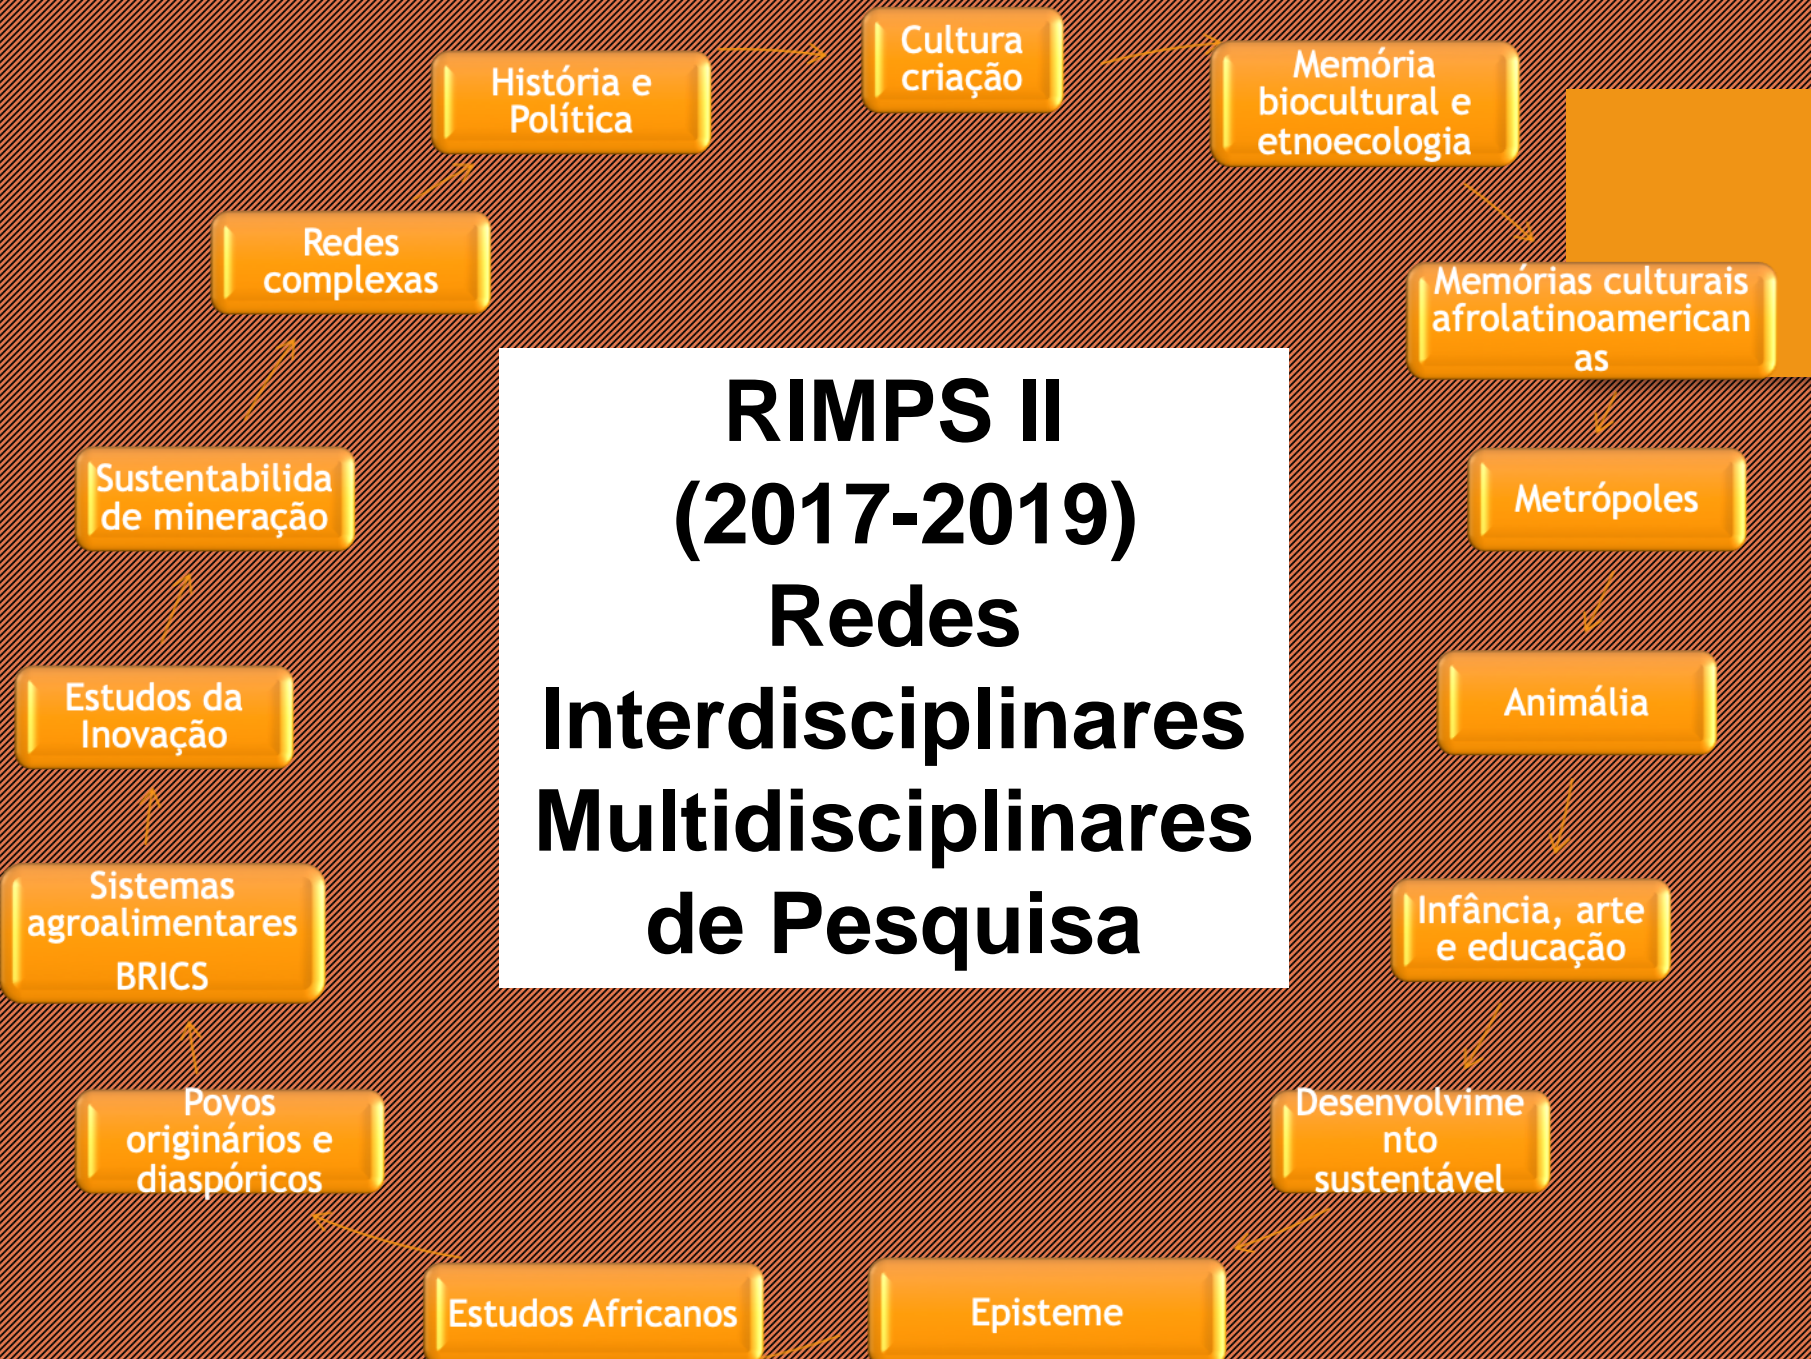 Cultura
criação
Memória
biocultural e
etnoecologia
Memórias culturais
afrolatinoamerican
as
Metrópoles
Animália
Infância, arte
e educação
Desenvolvime
nto
sustentável
Episteme
Estudos Africanos
Povos
originários e
diaspóricos
Sistemas
agroalimentares
BRICS
Estudos da
Inovação
Sustentabilida
de mineração
Redes
complexas
História e
Política
RIMPS II
(2017-2019)
Redes
Interdisciplinares
Multidisciplinares
de Pesquisa